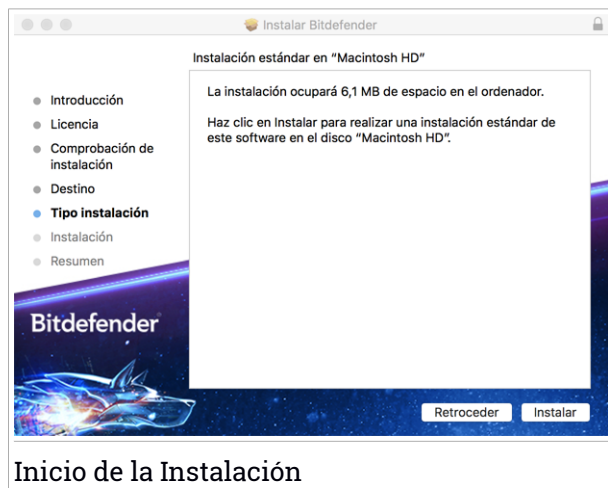 Instalar Bitdefender
Instalación estándar en “Macintosh HD”
Introducción
Licencia
Comprobación de
instalación
Destino
Tipo instalación
Instalación
Resumen
La instalación ocupará 6,1 MB de espacio en el ordenador.
Haz clic en Instalar para realizar una instalación estándar de
este software en el disco “Macintosh HD”.
Bitdefender
Retroceder
Instalar
Inicio de la Instalación